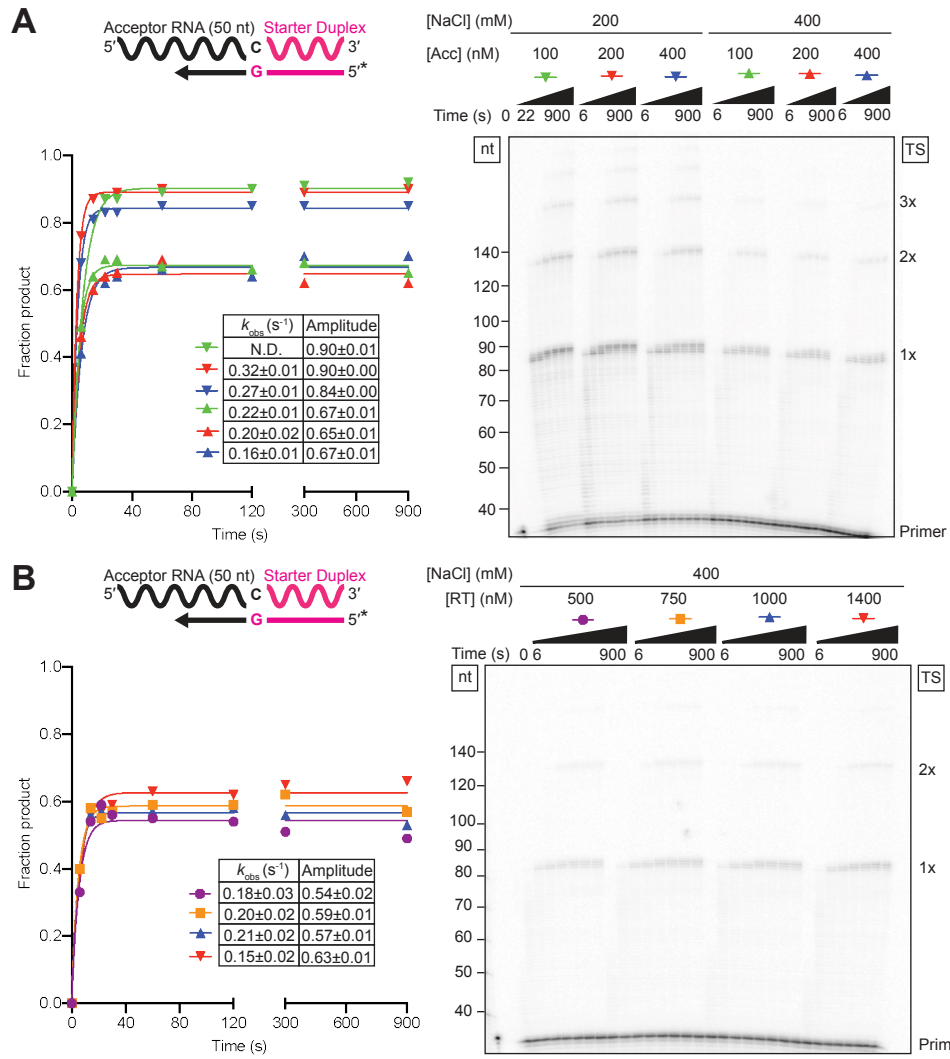 A
Acceptor RNA (50 nt) Starter Duplex
5′ C 3′
G 5′*
Fraction product
1.0
0.8
0.6
0.4
0.2
0.0
0 20 40 60 80 100 120 300 600 900
Time (s)
kobs (s-1) Amplitude
N.D. 0.90±0.01
0.32±0.01 0.90±0.00
0.27±0.01 0.84±0.00
0.22±0.01 0.67±0.01
0.20±0.02 0.65±0.01
0.16±0.01 0.67±0.01
[NaCl] (mM) 200 400
[Acc] (nM) 100 200 400 100 200 400
Time (s) 0 22 900 6 900 6 900 6 900 6 900 6 900
nt TS
3x
140 2x
120
100
90 1x
80
70
60
50
40
Primer
B
Acceptor RNA (50 nt) Starter Duplex
5′ C 3′
G 5′*
Fraction product
1.0
0.8
0.6
0.4
0.2
0.0
0 40 80 120 300 600 900
Time (s)
kobs (s-1) Amplitude
0.18±0.03 0.54±0.02
0.20±0.02 0.59±0.01
0.21±0.02 0.57±0.01
0.15±0.02 0.63±0.01
[NaCl] (mM) 400
[RT] (nM) 500 750 1000 1400
Time (s) 0 6 900 6 900 6 900 6 900
nt TS
140 2x
120
100
90
80 1x
70
60
50
40
Prim